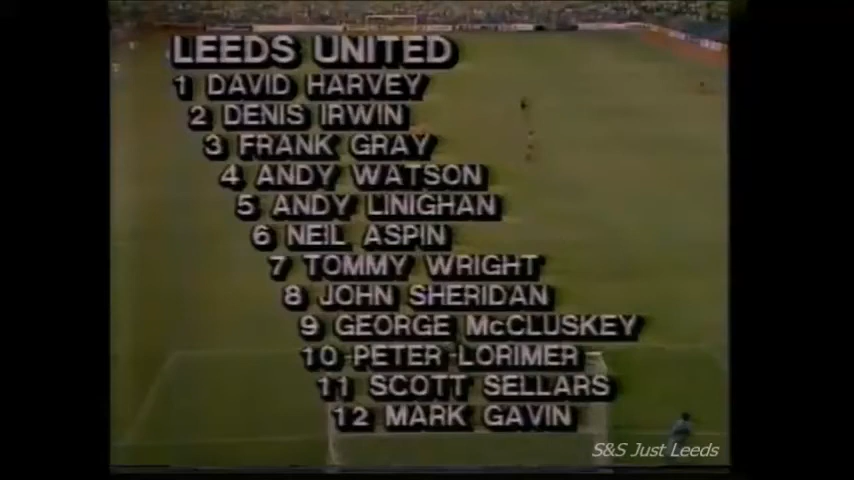 LEEDS UNITED
1 DAVID HARVEY
2 DENIS IRWIN
3 FRANK GRAY
4 ANDY WATSON
5 ANDY LINIGHAN
6 NEIL ASPIN
7 TOMMY WRIGHT
8 JOHN SHERIDAN
9 GEORGE McCLUSKEY
10 PETER LORIMER
11 SCOTT SELLARS
12 MARK GAVIN
S&S Just Leeds